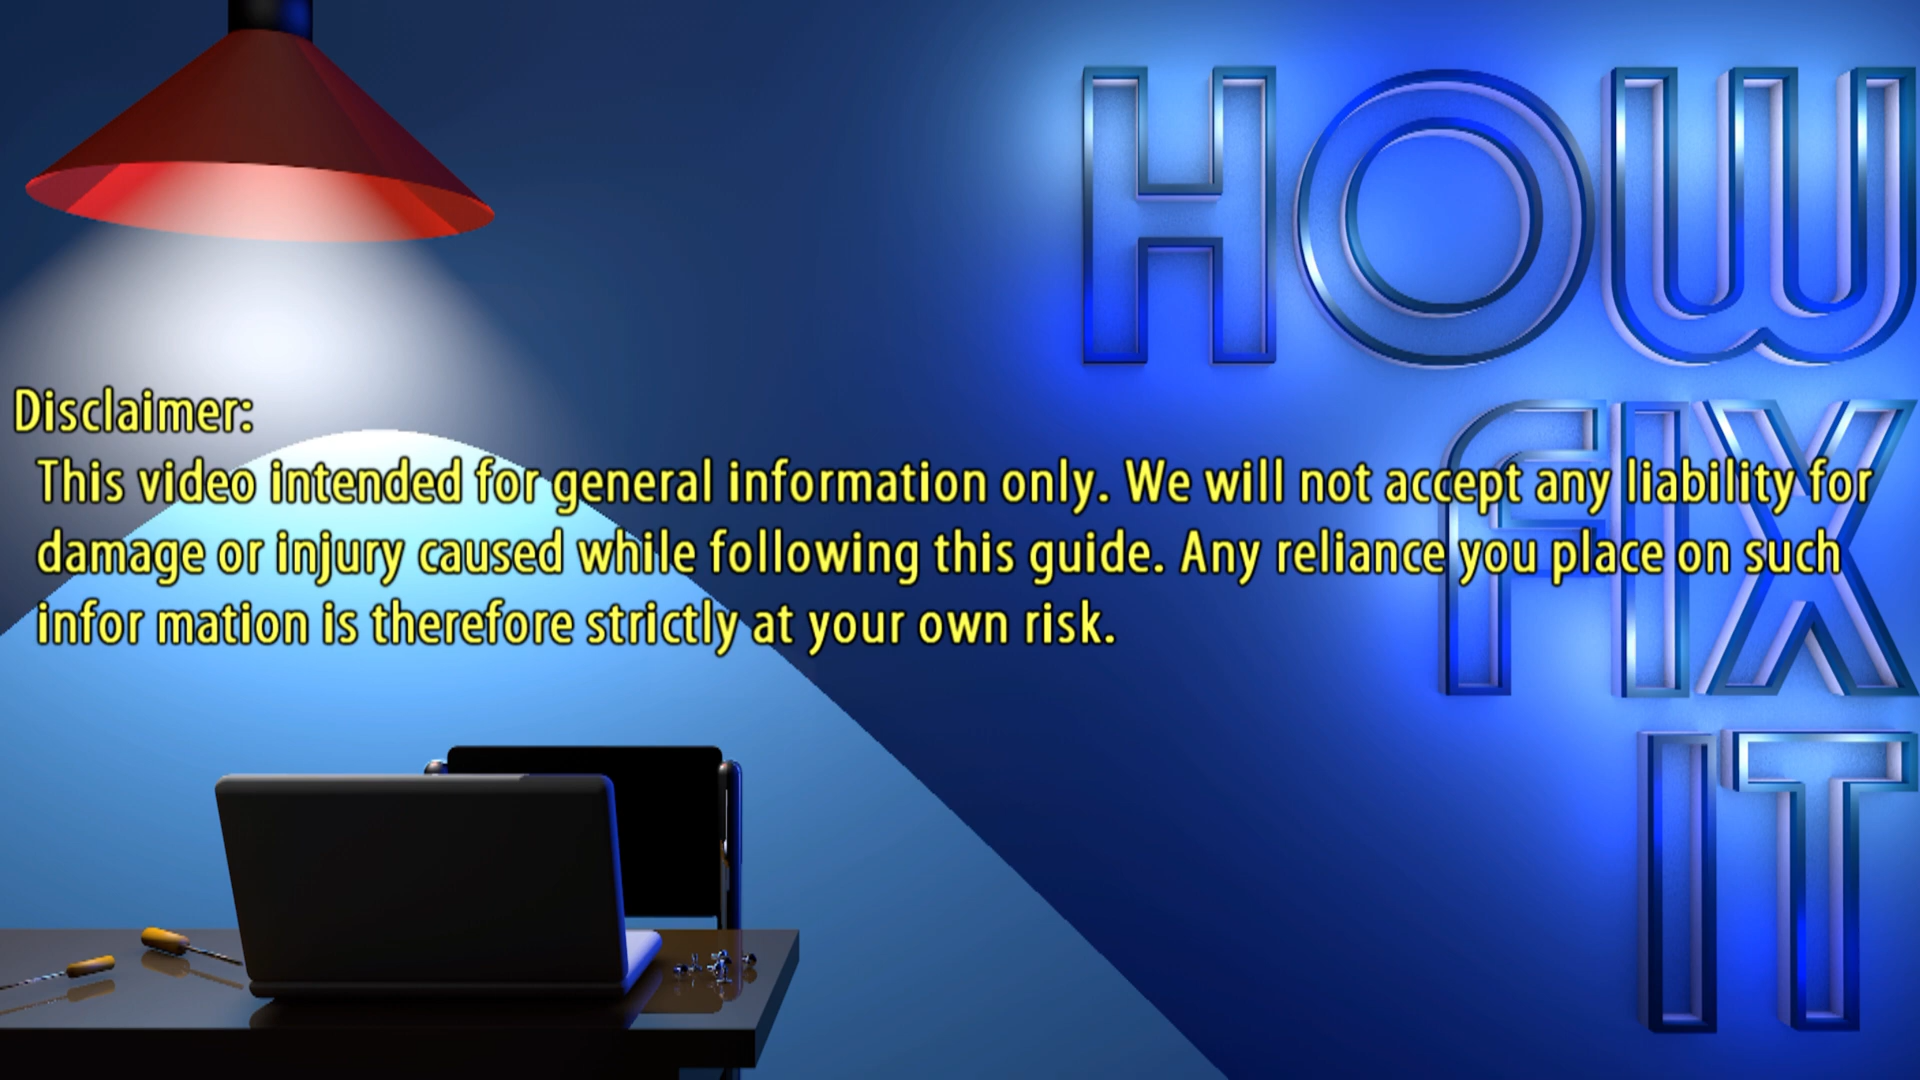 HOW
FIX
IT
Disclaimer:
This video intended for general information only. We will not accept any liability for
damage or injury caused while following this guide. Any reliance you place on such
infor mation is therefore strictly at your own risk.